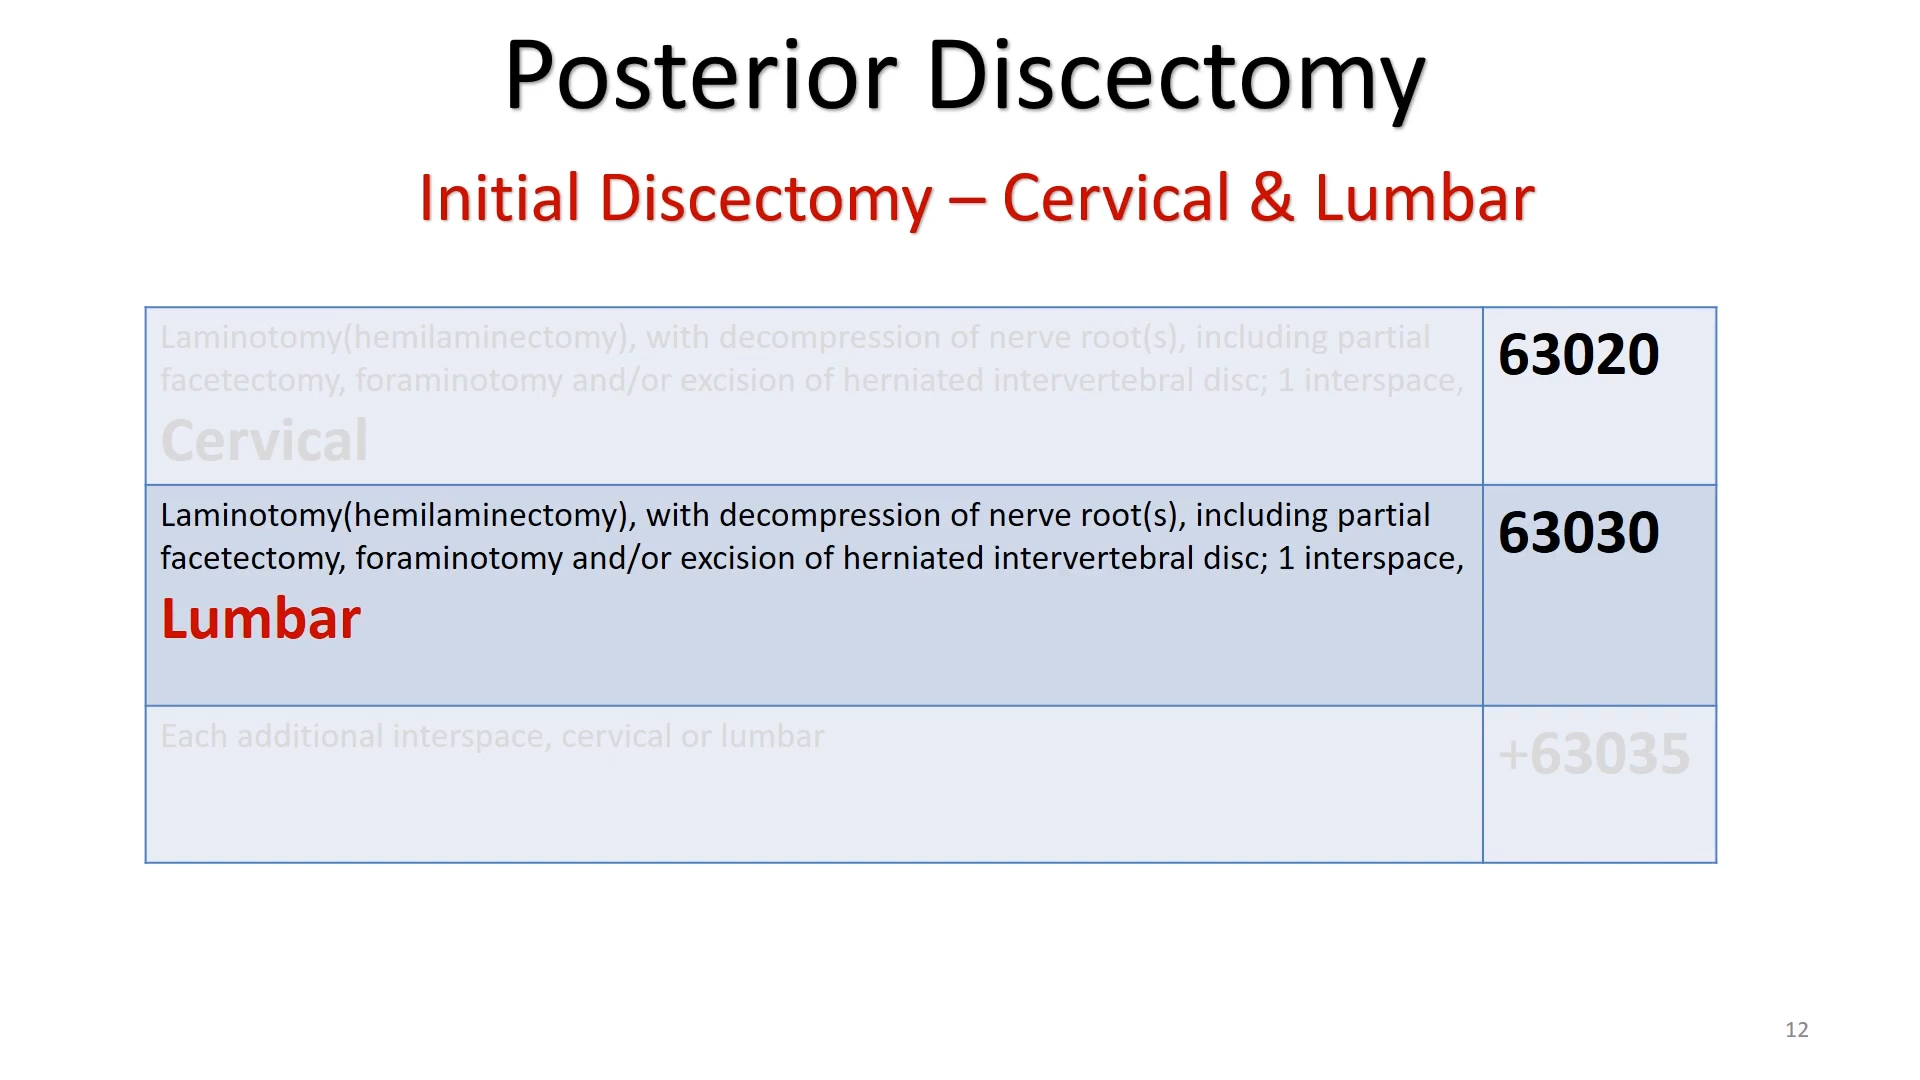 Posterior Discectomy
Initial Discectomy – Cervical & Lumbar
Laminotomy(hemilaminectomy), with decompression of nerve root(s), including partial
facetectomy, foraminotomy and/or excision of herniated intervertebral disc; 1 interspace,
Cervical
63020
Laminotomy(hemilaminectomy), with decompression of nerve root(s), including partial
facetectomy, foraminotomy and/or excision of herniated intervertebral disc; 1 interspace,
Lumbar
63030
Each additional interspace, cervical or lumbar
+63035
12